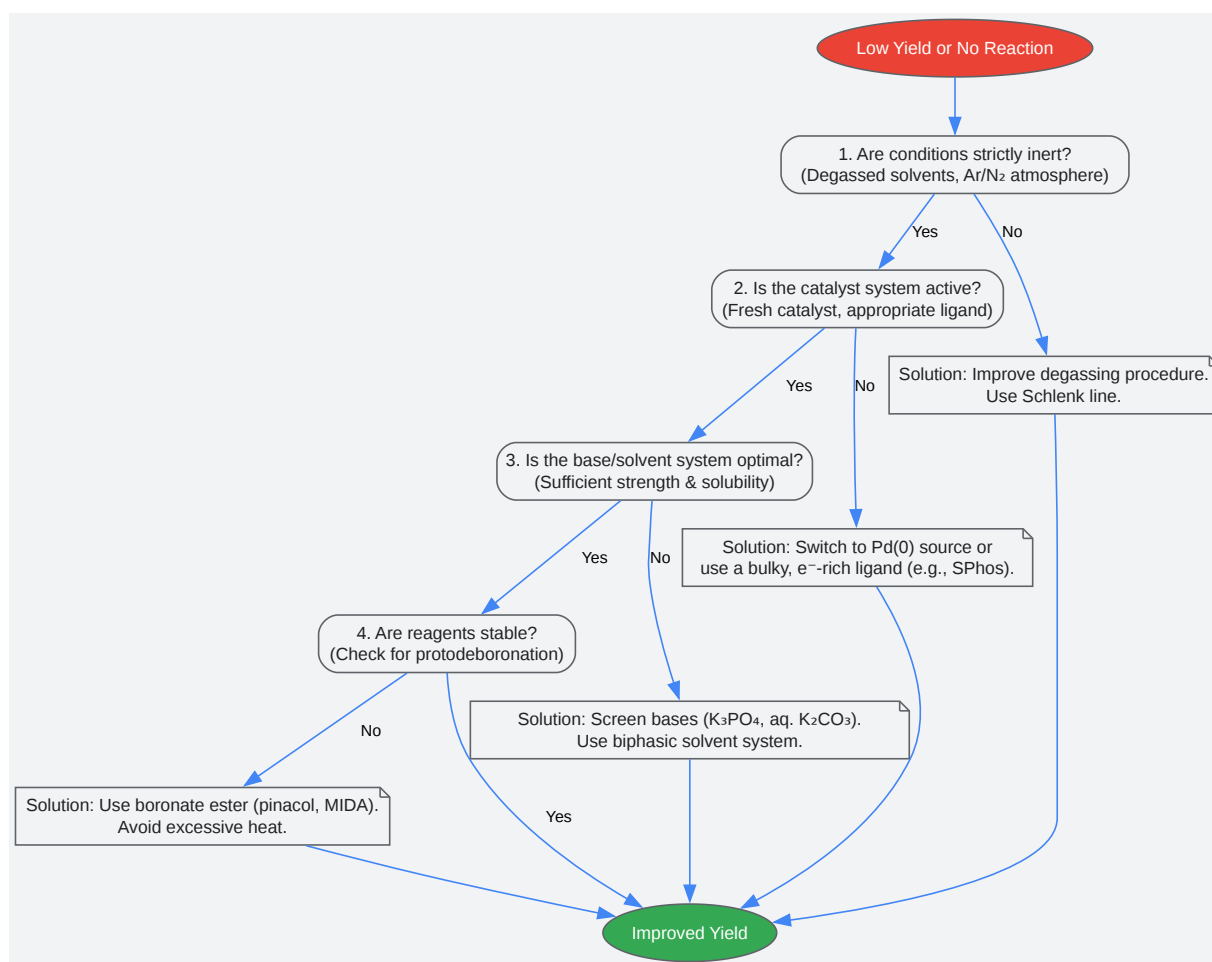 Low Yield or No Reaction
1. Are conditions strictly inert?
(Degassed solvents, Ar/N₂ atmosphere)
Yes
No
2. Is the catalyst system active?
(Fresh catalyst, appropriate ligand)
Solution: Improve degassing procedure.
Use Schlenk line.
Yes
No
3. Is the base/solvent system optimal?
(Sufficient strength & solubility)
Solution: Switch to Pd(0) source or
use a bulky, e⁻-rich ligand (e.g., SPhos).
Yes
No
4. Are reagents stable?
(Check for protodeboronation)
Solution: Screen bases (K₃PO₄, aq. K₂CO₃).
Use biphasic solvent system.
No
Yes
Solution: Use boronate ester (pinacol, MIDA).
Avoid excessive heat.
Improved Yield